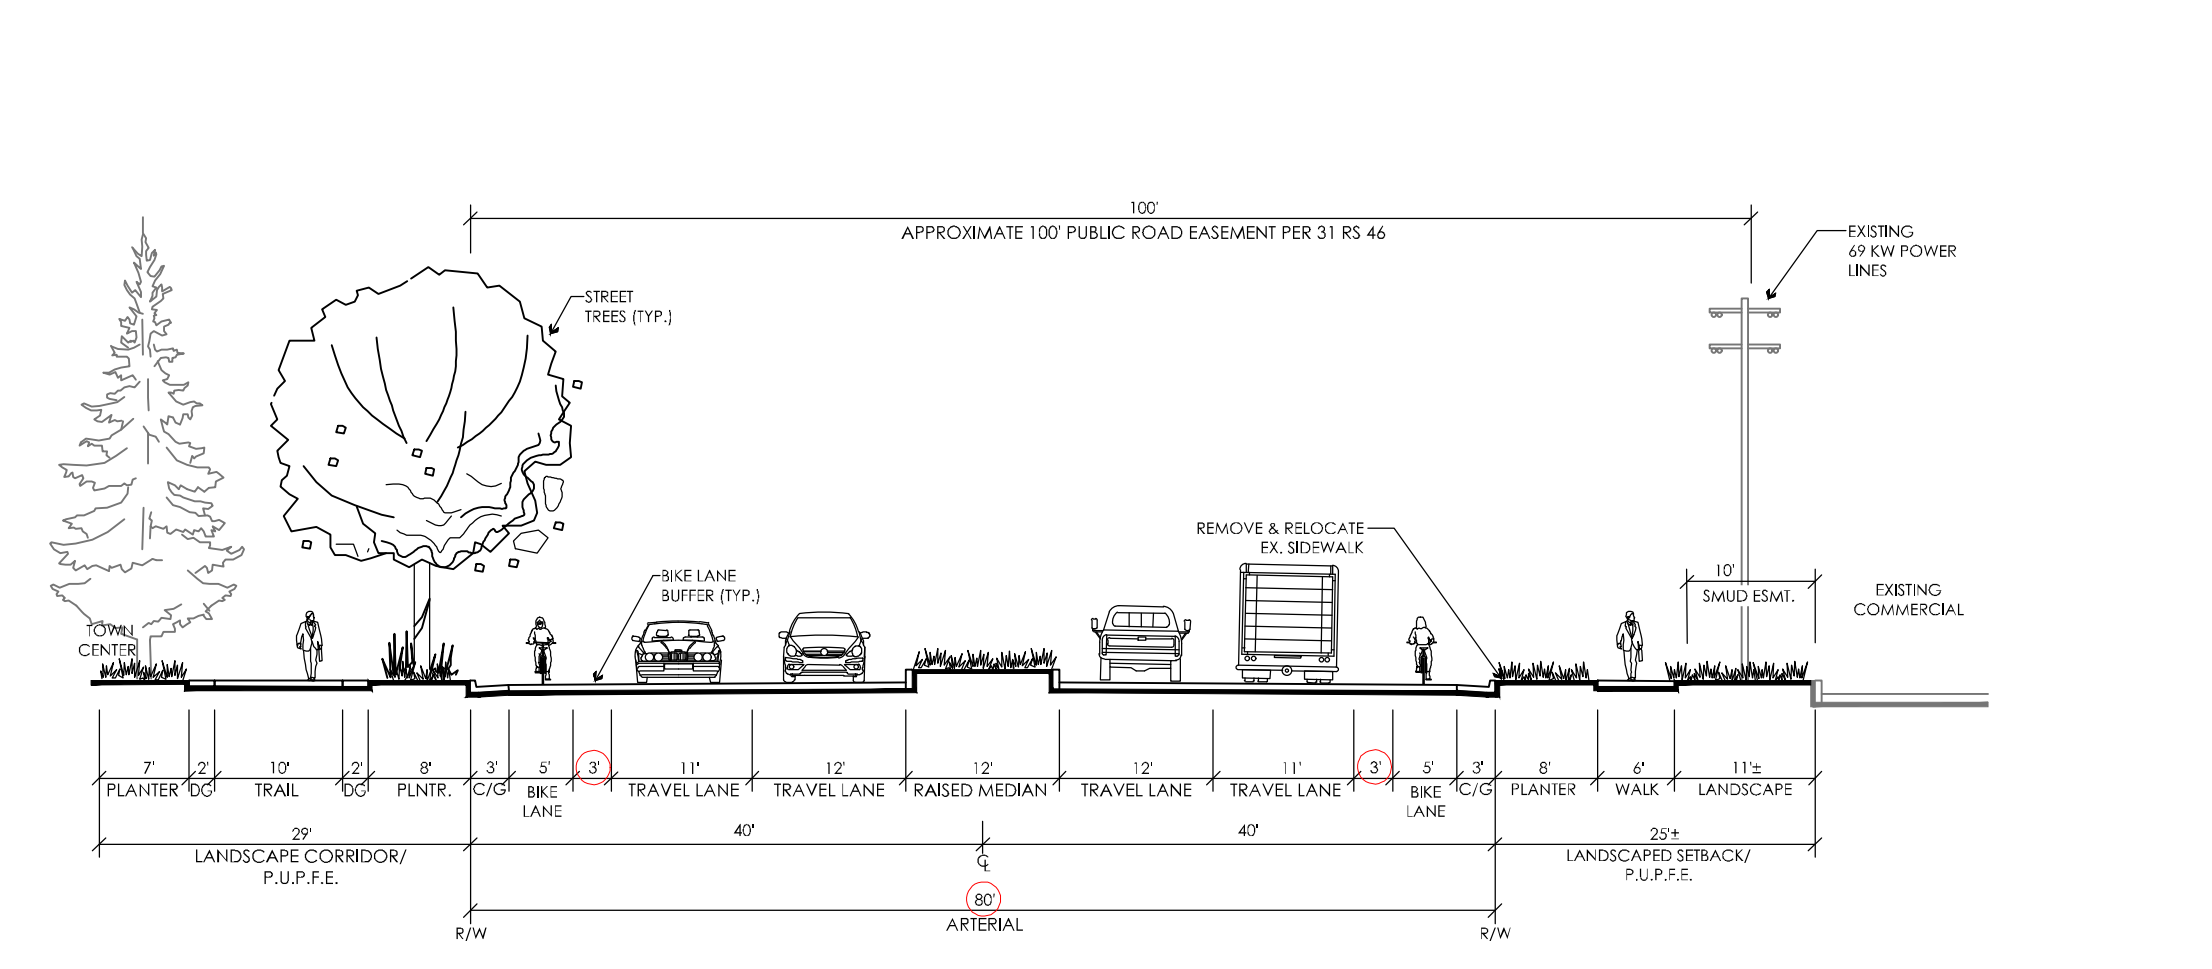 100'
APPROXIMATE 100' PUBLIC ROAD EASEMENT PER 31 RS 46
EXISTING
69 KW POWER
LINES
STREET
TREES (TYP.)
REMOVE & RELOCATE
EX. SIDEWALK
BIKE LANE
BUFFER (TYP.)
10'
SMUD ESMT.
EXISTING
COMMERCIAL
TOWN
CENTER
7' 2' 10' 2' 8' 3' 5' 3' 11' 12' 12' 12' 11' 3' 5' 3' 8' 6' 11'±
PLANTER DG TRAIL DG PLNTR. C/G BIKE LANE TRAVEL LANE TRAVEL LANE RAISED MEDIAN TRAVEL LANE TRAVEL LANE BIKE LANE C/G PLANTER WALK LANDSCAPE
29' 40' 40' 25'±
LANDSCAPE CORRIDOR/
P.U.P.F.E.
℄
LANDSCAPED SETBACK/
P.U.P.F.E.
80'
ARTERIAL
R/W R/W